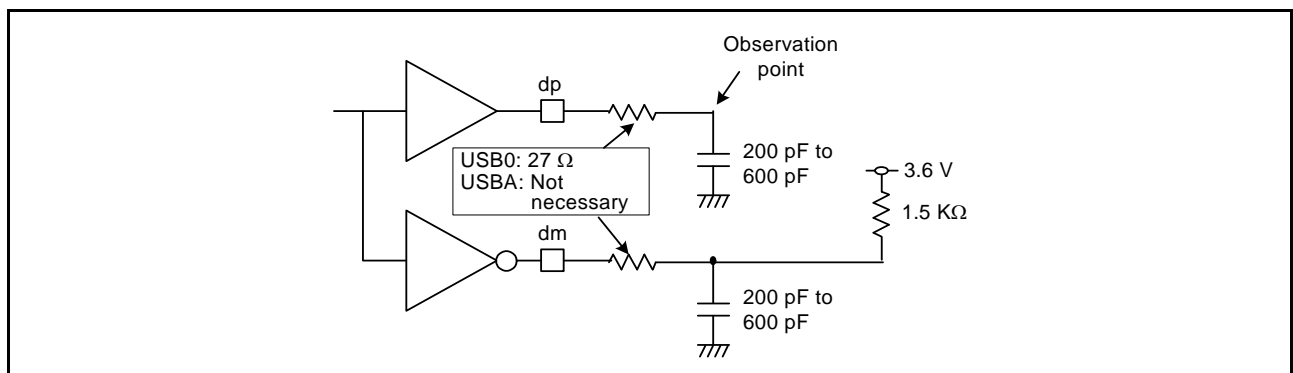 Observation
point
dp
USB0: 27 Ω
USBA: Not
necessary
200 pF to
600 pF
3.6 V
1.5 KΩ
dm
200 pF to
600 pF